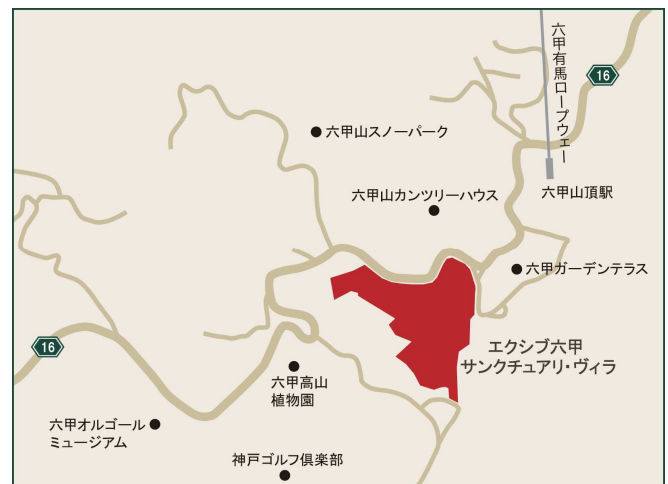 六甲有馬ロープウェー
16
六甲山スノーパーク
六甲山カンツリーハウス
六甲山頂駅
六甲ガーデンテラス
16
エクシブ六甲
サンクチュアリ・ヴィラ
六甲高山
植物園
六甲オルゴール
ミュージアム
神戸ゴルフ倶楽部